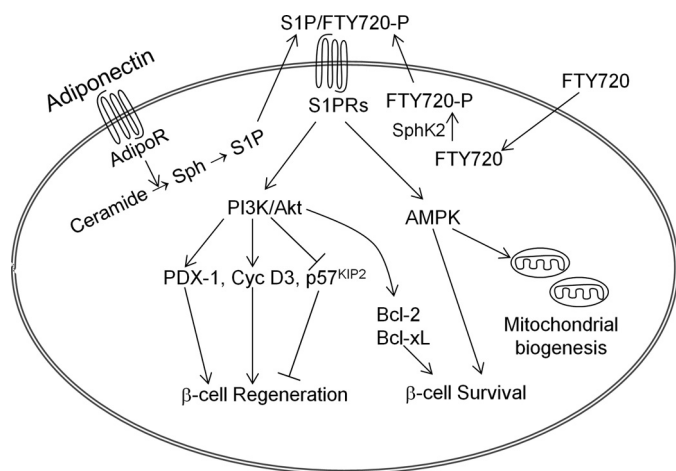 S1P/FTY720-P
Adiponectin
AdipoR
S1PRs
FTY720-P
FTY720
SphK2
FTY720
Ceramide → Sph → S1P
PI3K/Akt
AMPK
PDX-1, Cyc D3, p57KIP2
Bcl-2
Bcl-xL
Mitochondrial
biogenesis
β-cell Regeneration
β-cell Survival